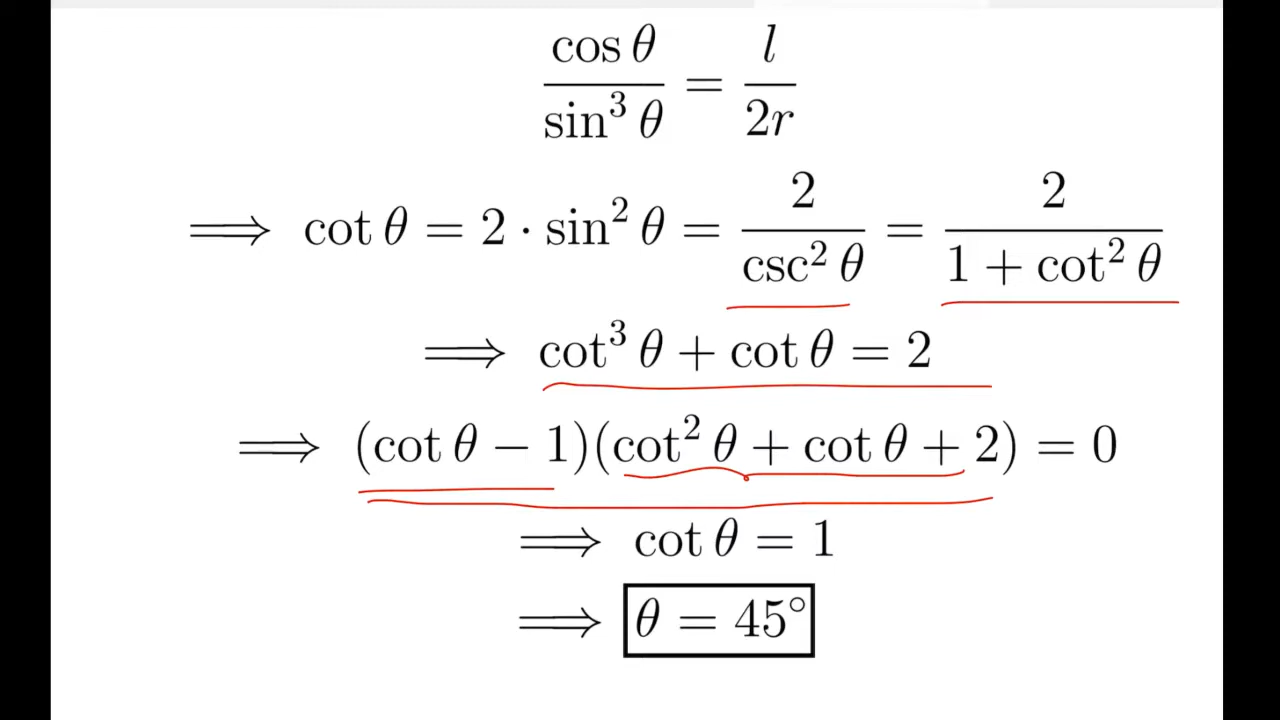 cos θ / sin³ θ = l / 2r
⟹ cot θ = 2 · sin² θ = 2 / csc² θ = 2 / 1 + cot² θ
⟹ cot³ θ + cot θ = 2
⟹ (cot θ − 1)(cot² θ + cot θ + 2) = 0
⟹ cot θ = 1
⟹ θ = 45°